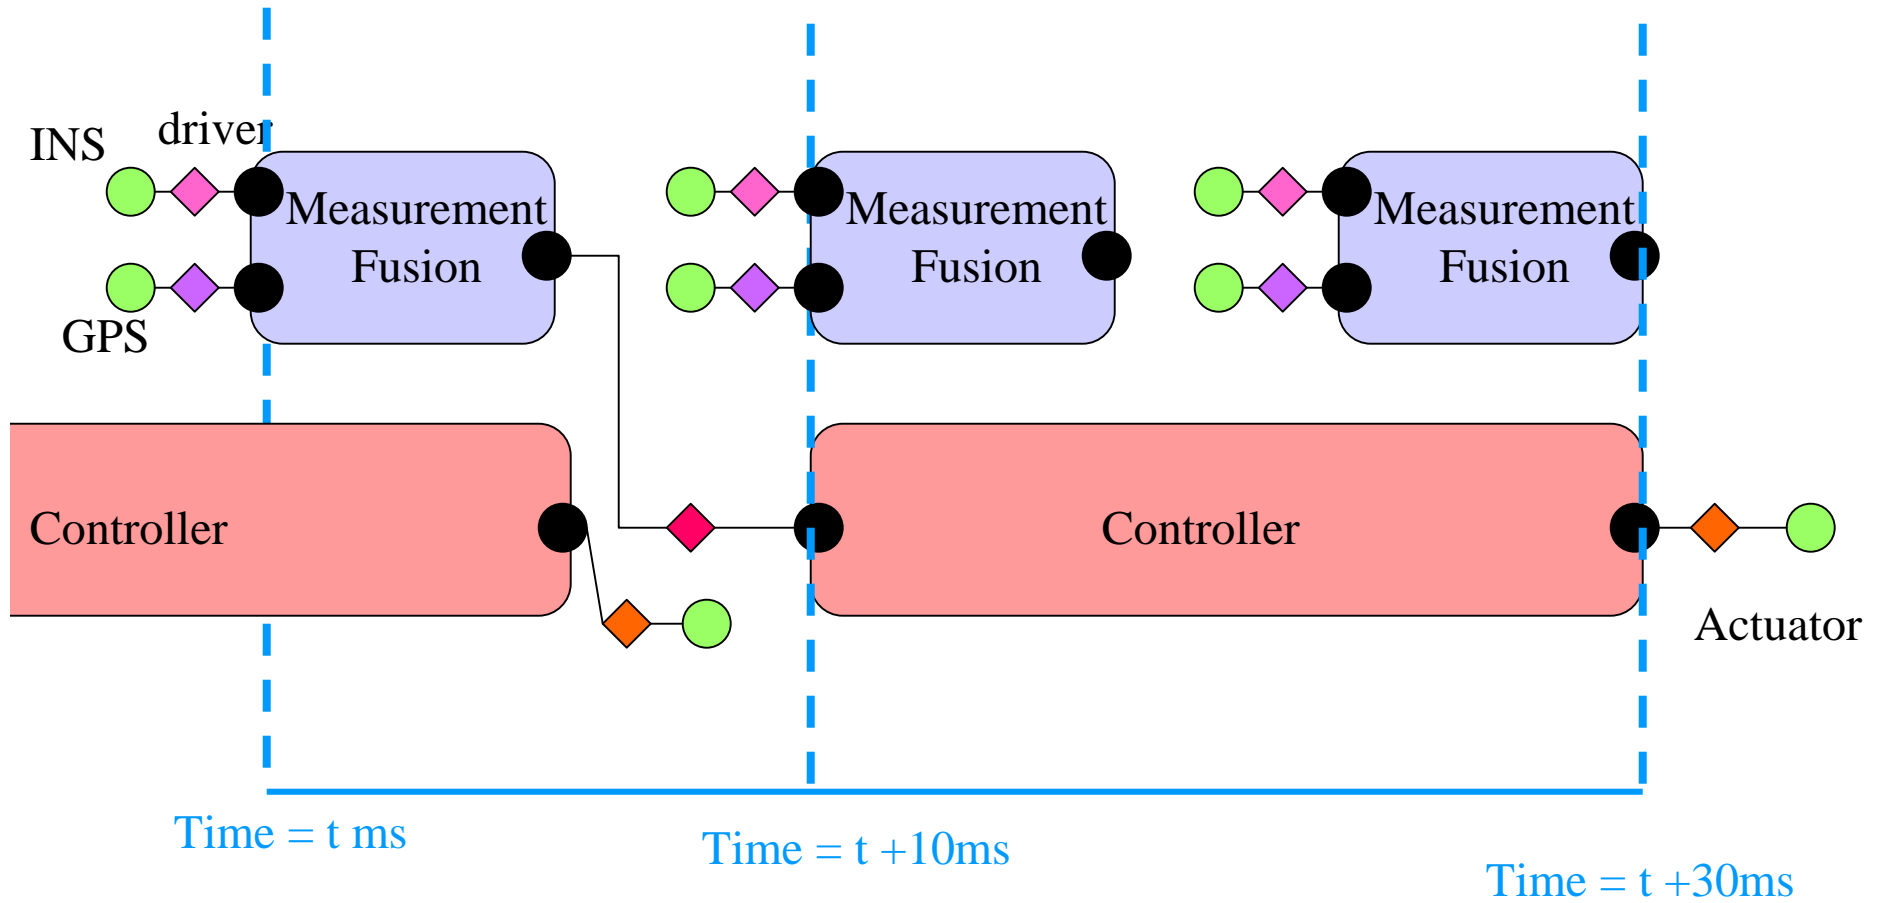 INS
driver
GPS
Measurement
Fusion
Measurement
Fusion
Measurement
Fusion
Controller
Controller
Actuator
Time = t ms
Time = t +10ms
Time = t +30ms